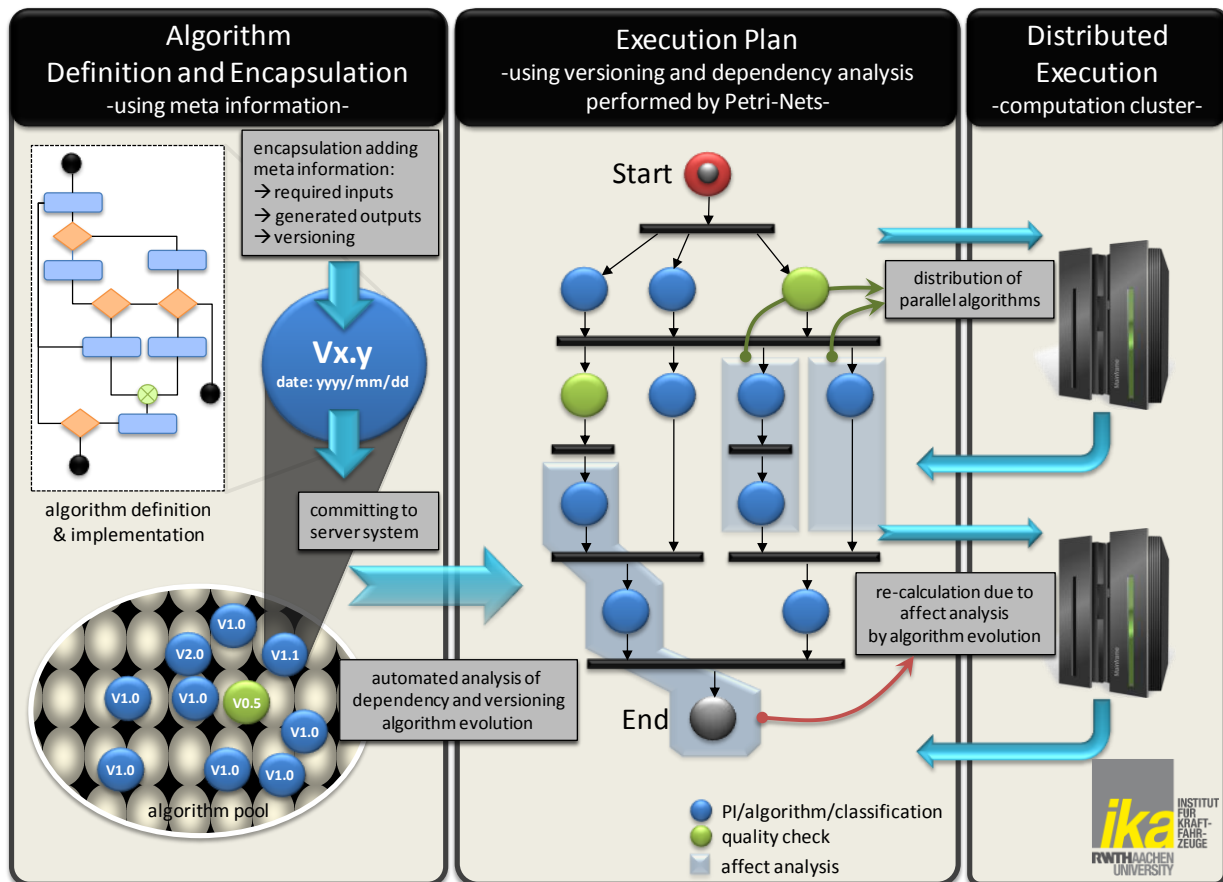 Algorithm
Definition and Encapsulation
-using meta information-
encapsulation adding
meta information:
→ required inputs
→ generated outputs
→ versioning
Vx.y
date: yyyy/mm/dd
algorithm definition
& implementation
committing to
server system
V1.0
V2.0
V1.1
V1.0
V1.0
V0.5
V1.0
V1.0
V1.0
V1.0
algorithm pool
automated analysis of
dependency and versioning
algorithm evolution
Execution Plan
-using versioning and dependency analysis
performed by Petri-Nets-
Start
distribution of
parallel algorithms
re-calculation due to
affect analysis
by algorithm evolution
End
PI/algorithm/classification
quality check
affect analysis
Distributed
Execution
-computation cluster-
Mainframe
Mainframe
ika
INSTITUT
FÜR
KRAFT-
FAHR-
ZEUGE
RWTHAACHEN
UNIVERSITY